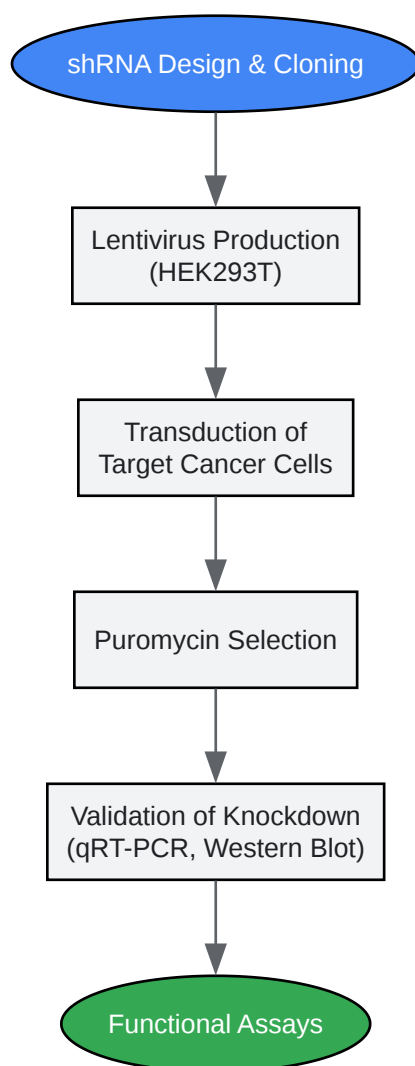 shRNA Design & Cloning
Lentivirus Production
(HEK293T)
Transduction of
Target Cancer Cells
Puromycin Selection
Validation of Knockdown
(qRT-PCR, Western Blot)
Functional Assays